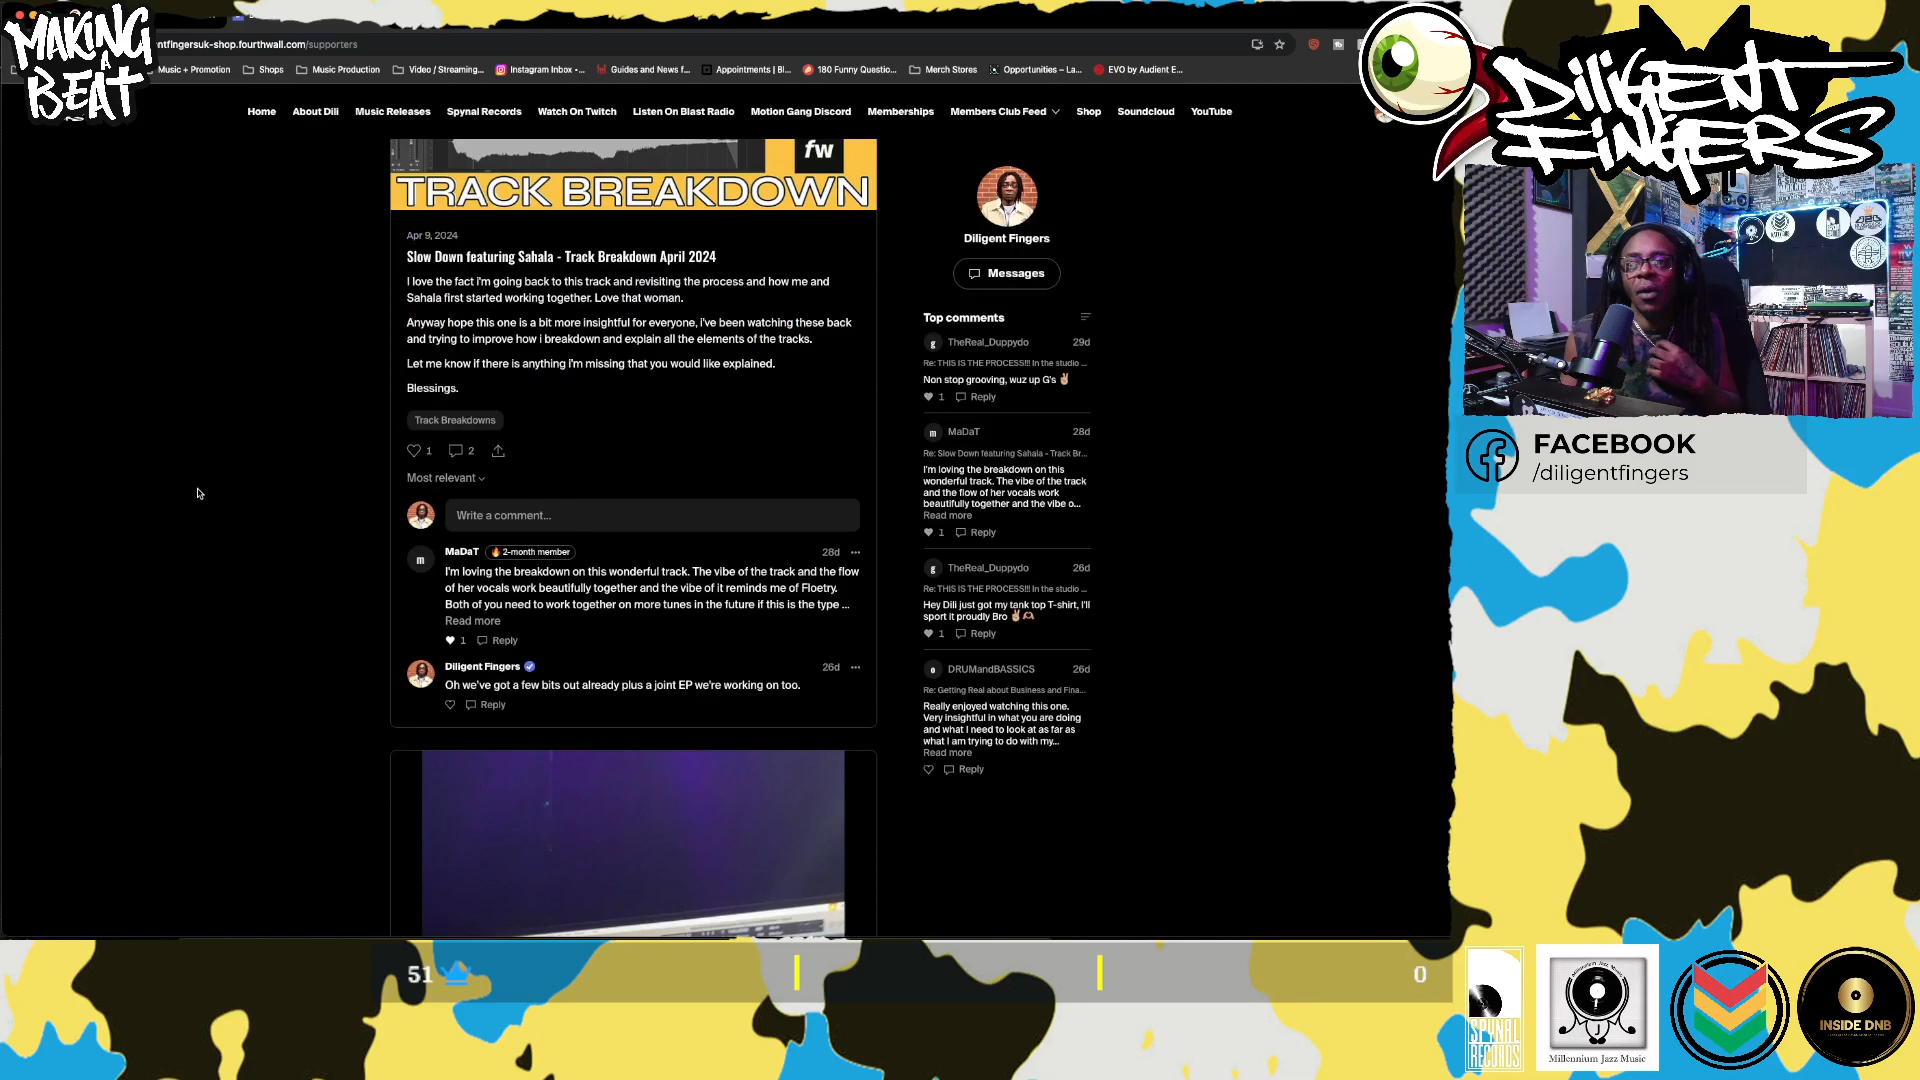 MAKING
A
BEAT
ntfingersuk-shop.fourthwall.com/supporters
Music + Promotion
Shops
Music Production
Video / Streaming...
Instagram Inbox •...
Guides and News f...
Appointments | Bl...
180 Funny Questio...
Merch Stores
Opportunities – La...
EVO by Audient E...
Home
About Dili
Music Releases
Spynal Records
Watch On Twitch
Listen On Blast Radio
Motion Gang Discord
Memberships
Members Club Feed
Shop
Soundcloud
YouTube
DiliGENT
FiNGERS
fw
TRACK BREAKDOWN
Apr 9, 2024
Slow Down featuring Sahala - Track Breakdown April 2024
I love the fact i'm going back to this track and revisiting the process and how me and
Sahala first started working together. Love that woman.
Anyway hope this one is a bit more insightful for everyone, i've been watching these back
and trying to improve how i breakdown and explain all the elements of the tracks.
Let me know if there is anything i'm missing that you would like explained.
Blessings.
Track Breakdowns
1
2
Most relevant
Write a comment...
m
MaDaT
🔥 2-month member
28d
I'm loving the breakdown on this wonderful track. The vibe of the track and the flow
of her vocals work beautifully together and the vibe of it reminds me of Floetry.
Both of you need to work together on more tunes in the future if this is the type ...
Read more
1
Reply
Diligent Fingers
26d
Oh we've got a few bits out already plus a joint EP we're working on too.
Reply
Diligent Fingers
Messages
Top comments
TheReal_Duppydo
29d
Re: THIS IS THE PROCESS!!! In the studio ...
Non stop grooving, wuz up G's ✌🏽
1
Reply
m
MaDaT
28d
Re: Slow Down featuring Sahala - Track Br...
I'm loving the breakdown on this
wonderful track. The vibe of the track
and the flow of her vocals work
beautifully together and the vibe o...
Read more
1
Reply
TheReal_Duppydo
26d
Re: THIS IS THE PROCESS!!! In the studio ...
Hey Dili just got my tank top T-shirt, I'll
sport it proudly Bro ✌🏽🫶🏽
1
Reply
DRUMandBASSICS
26d
Re: Getting Real about Business and Fina...
Really enjoyed watching this one.
Very insightful in what you are doing
and what I need to look at as far as
what I am trying to do with my...
Read more
Reply
FACEBOOK
/diligentfingers
51
0
SPYNAL
RECORDS
Millennium Jazz Music
J
Millennium Jazz Music
INSIDE DNB